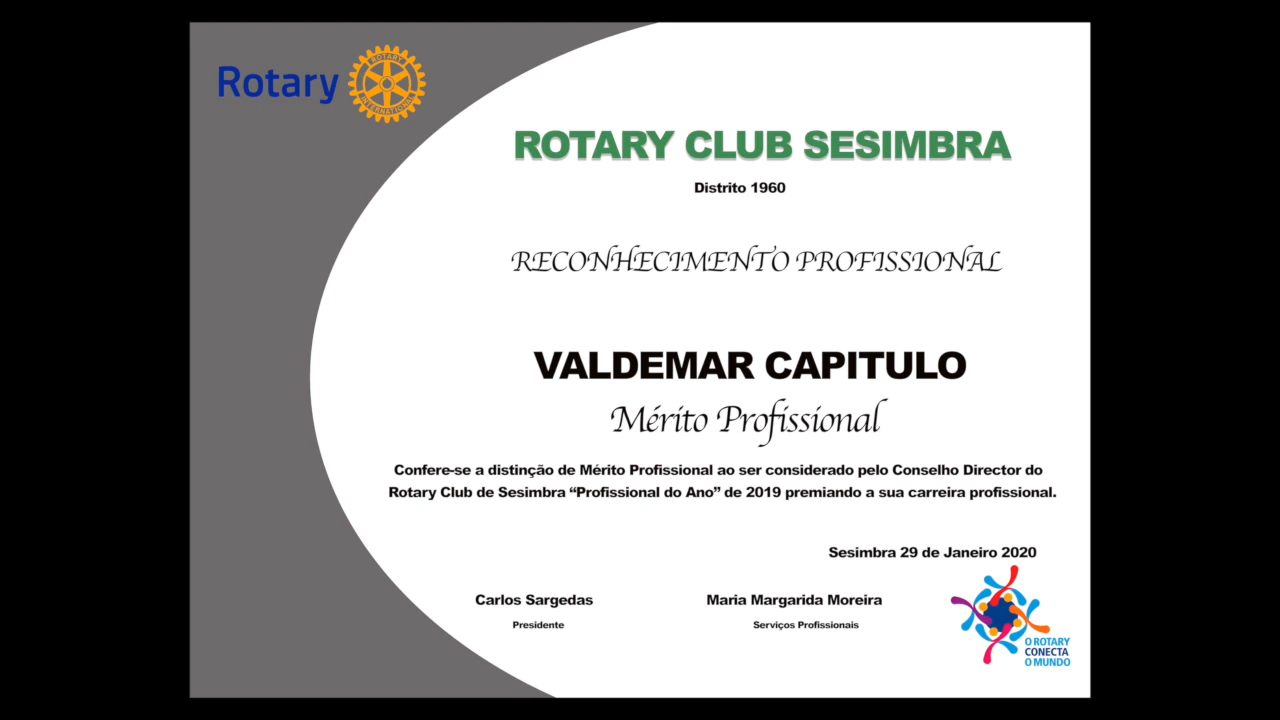 Rotary
ROTARY
INTERNATIONAL
ROTARY CLUB SESIMBRA
Distrito 1960
RECONHECIMENTO PROFISSIONAL
VALDEMAR CAPITULO
Mérito Profissional
Confere-se a distinção de Mérito Profissional ao ser considerado pelo Conselho Director do
Rotary Club de Sesimbra “Profissional do Ano” de 2019 premiando a sua carreira profissional.
Sesimbra 29 de Janeiro 2020
Carlos Sargedas
Presidente
Maria Margarida Moreira
Serviços Profissionais
O ROTARY
CONECTA
O MUNDO